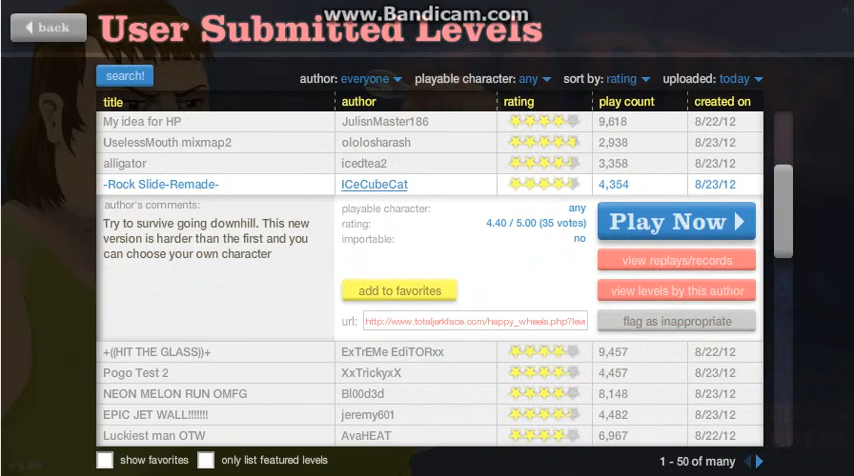 www.Bandicam.com
back
User Submitted Levels
search!
author: everyone playable character: any sort by: rating uploaded: today
title author rating play count created on
My idea for HP JulisnMaster186 9,618 8/22/12
UselessMouth mixmap2 ololosharash 2,938 8/23/12
alligator icedtea2 3,358 8/23/12
-Rock Slide-Remade- ICeCubeCat 4,354 8/23/12
author's comments:
Try to survive going downhill. This new
version is harder than the first and you
can choose your own character
playable character: any
rating: 4.40 / 5.00 (35 votes)
importable: no
add to favorites
url: http://www.totaljerkface.com/happy_wheels.php?leve
Play Now
view replays/records
view levels by this author
flag as inappropriate
+((HIT THE GLASS))+ ExTrEMe EdiTORxx 9,457 8/22/12
Pogo Test 2 XxTrickyxX 4,457 8/23/12
NEON MELON RUN OMFG Bl00d3d 8,148 8/23/12
EPIC JET WALL!!!!!!! jeremy601 4,482 8/23/12
Luckiest man OTW AvaHEAT 6,967 8/22/12
show favorites only list featured levels 1 - 50 of many